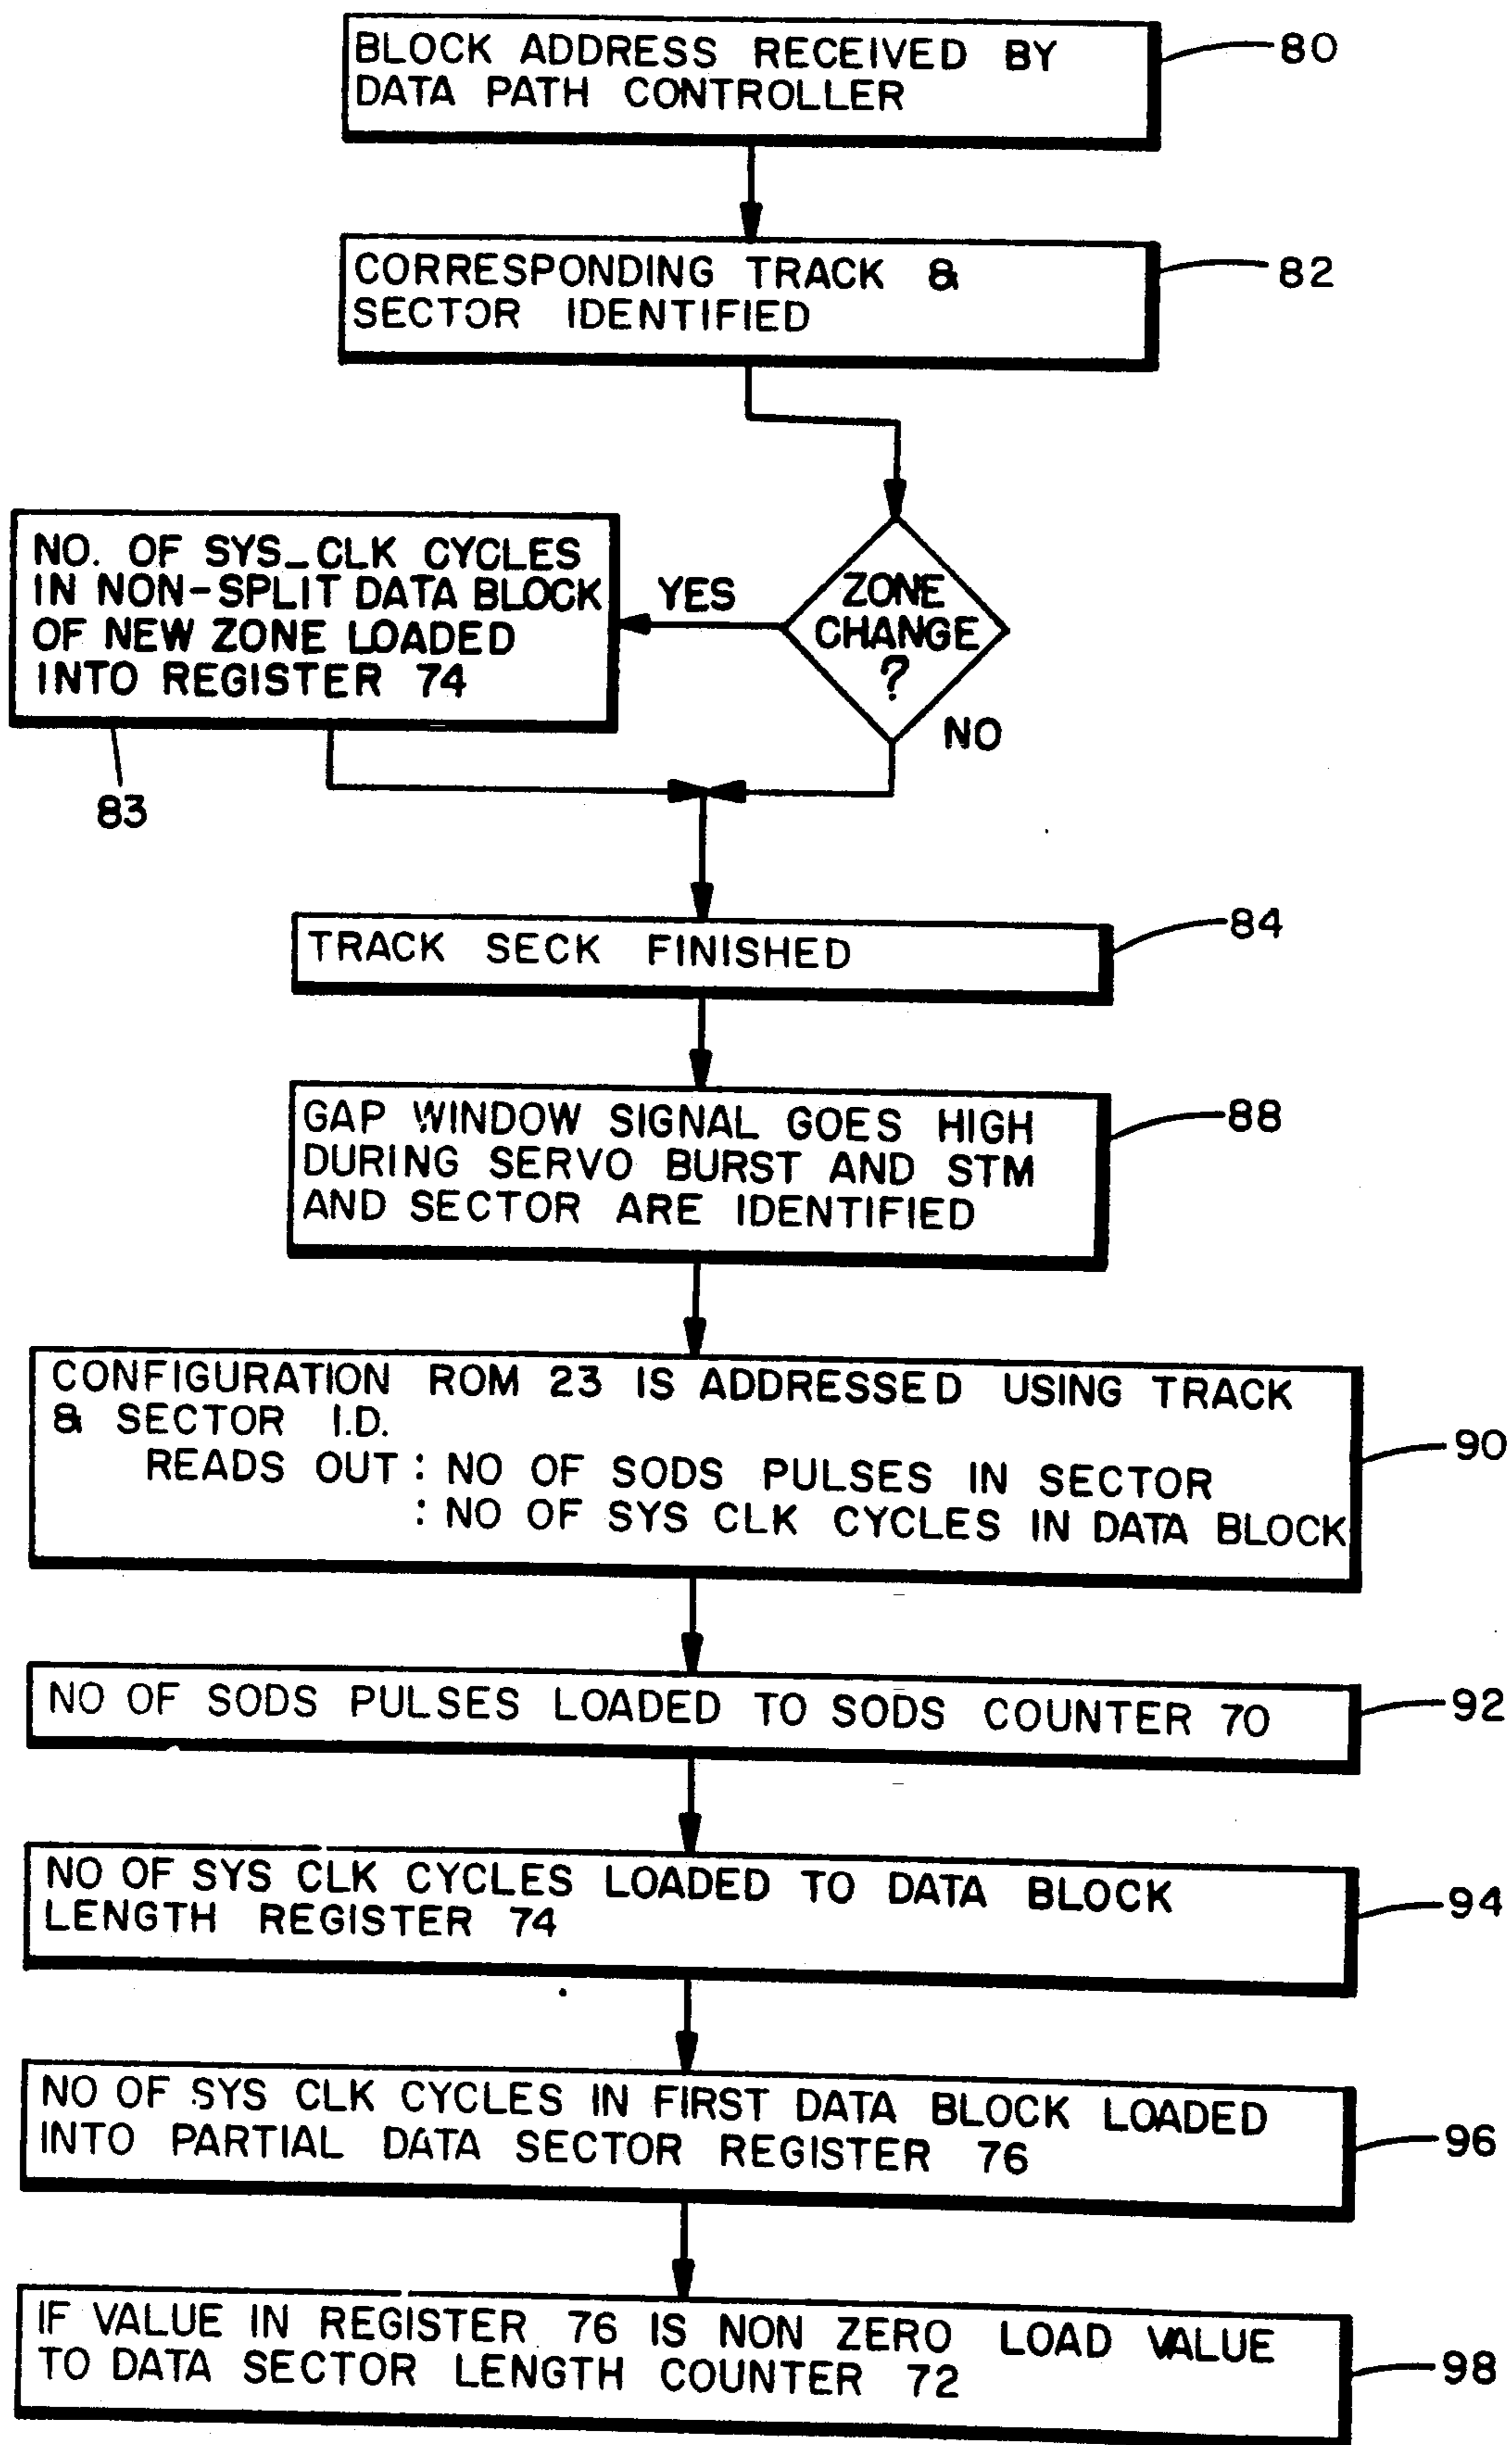 BLOCK ADDRESS RECEIVED BY
DATA PATH CONTROLLER
80
CORRESPONDING TRACK &
SECTOR IDENTIFIED
82
NO. OF SYS_CLK CYCLES
IN NON-SPLIT DATA BLOCK
OF NEW ZONE LOADED
INTO REGISTER 74
83
YES
ZONE
CHANGE
?
NO
TRACK SECK FINISHED
84
GAP WINDOW SIGNAL GOES HIGH
DURING SERVO BURST AND STM
AND SECTOR ARE IDENTIFIED
88
CONFIGURATION ROM 23 IS ADDRESSED USING TRACK
& SECTOR I.D.
READS OUT : NO OF SODS PULSES IN SECTOR
: NO OF SYS CLK CYCLES IN DATA BLOCK
90
NO OF SODS PULSES LOADED TO SODS COUNTER 70
92
NO OF SYS CLK CYCLES LOADED TO DATA BLOCK
LENGTH REGISTER 74
94
NO OF SYS CLK CYCLES IN FIRST DATA BLOCK LOADED
INTO PARTIAL DATA SECTOR REGISTER 76
96
IF VALUE IN REGISTER 76 IS NON ZERO LOAD VALUE
TO DATA SECTOR LENGTH COUNTER 72
98